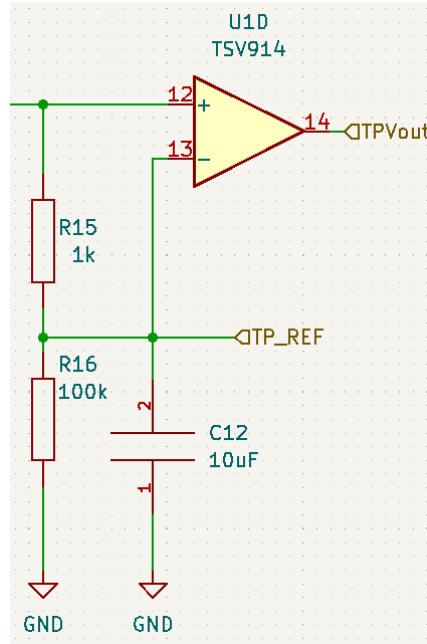 U1D
TSV914
12
+
14
TPVout
13
−
R15
1k
TP_REF
R16
100k
2
C12
10uF
1
GND
GND